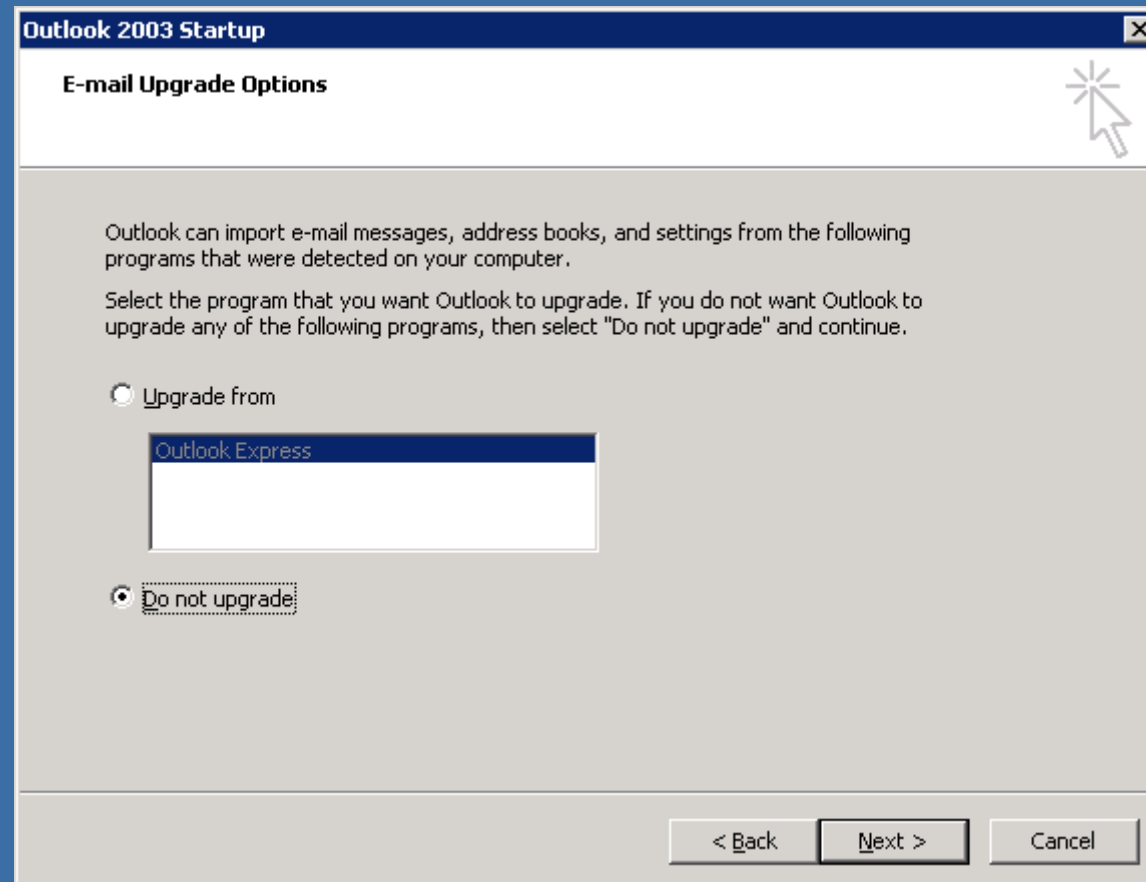 Outlook 2003 Startup
E-mail Upgrade Options
Outlook can import e-mail messages, address books, and settings from the following
programs that were detected on your computer.
Select the program that you want Outlook to upgrade. If you do not want Outlook to
upgrade any of the following programs, then select "Do not upgrade" and continue.
Upgrade from
Outlook Express
Do not upgrade
< Back Next > Cancel